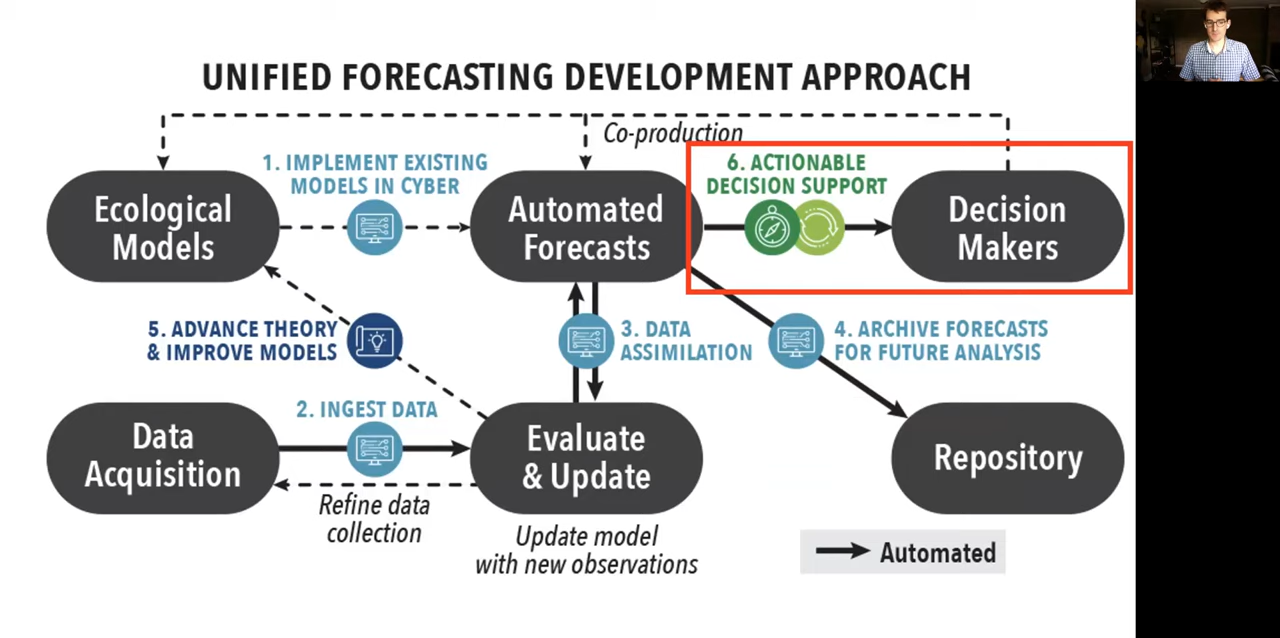 UNIFIED FORECASTING DEVELOPMENT APPROACH
Co-production
1. IMPLEMENT EXISTING
MODELS IN CYBER
6. ACTIONABLE
DECISION SUPPORT
Ecological
Models
Automated
Forecasts
Decision
Makers
5. ADVANCE THEORY
& IMPROVE MODELS
3. DATA
ASSIMILATION
4. ARCHIVE FORECASTS
FOR FUTURE ANALYSIS
2. INGEST DATA
Data
Acquisition
Evaluate
& Update
Repository
Refine data
collection
Update model
with new observations
Automated